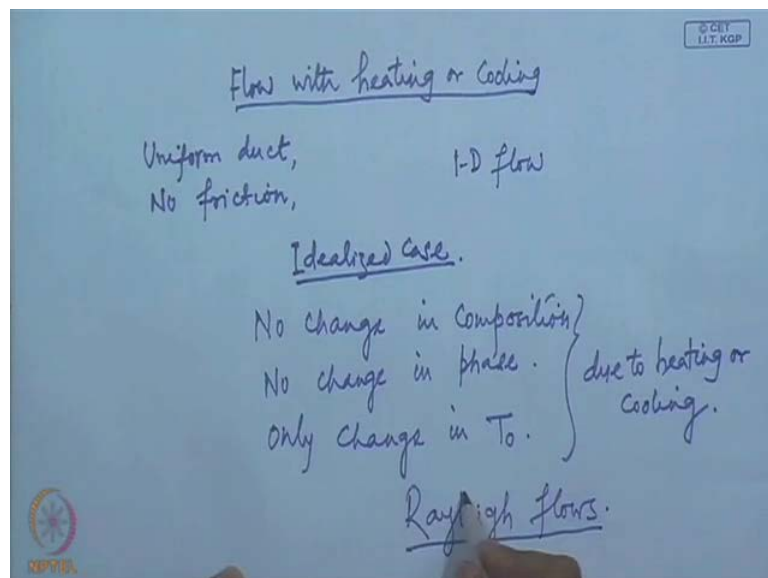 © CET
I.I.T. KGP
Flow with heating or Cooling
Uniform duct, 1-D flow
No friction,
Idealized Case.
No change in Composition
No change in phase.
only change in To.
due to heating or
Cooling.
Rayleigh flows.
NPTEL